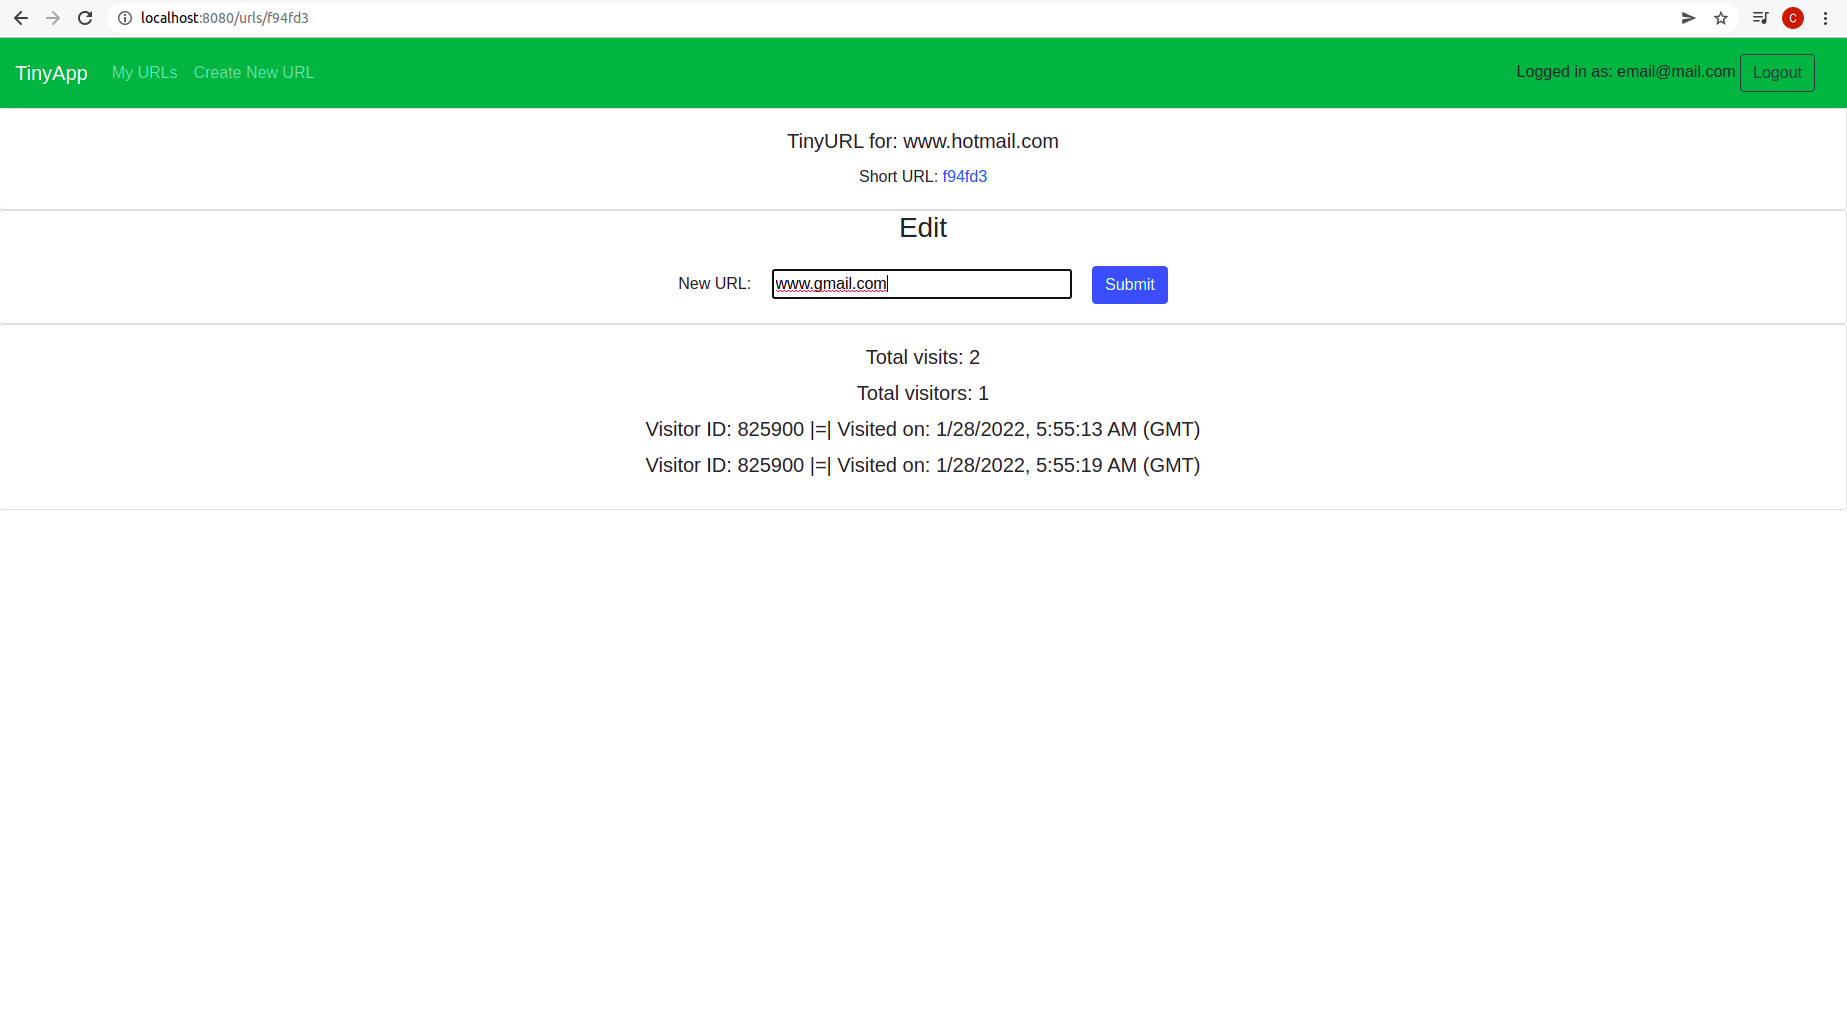 localhost:8080/urls/f94fd3
C
TinyApp My URLs Create New URL Logged in as: email@mail.com Logout
TinyURL for: www.hotmail.com
Short URL: f94fd3
Edit
New URL: www.gmail.com Submit
Total visits: 2
Total visitors: 1
Visitor ID: 825900 |=| Visited on: 1/28/2022, 5:55:13 AM (GMT)
Visitor ID: 825900 |=| Visited on: 1/28/2022, 5:55:19 AM (GMT)